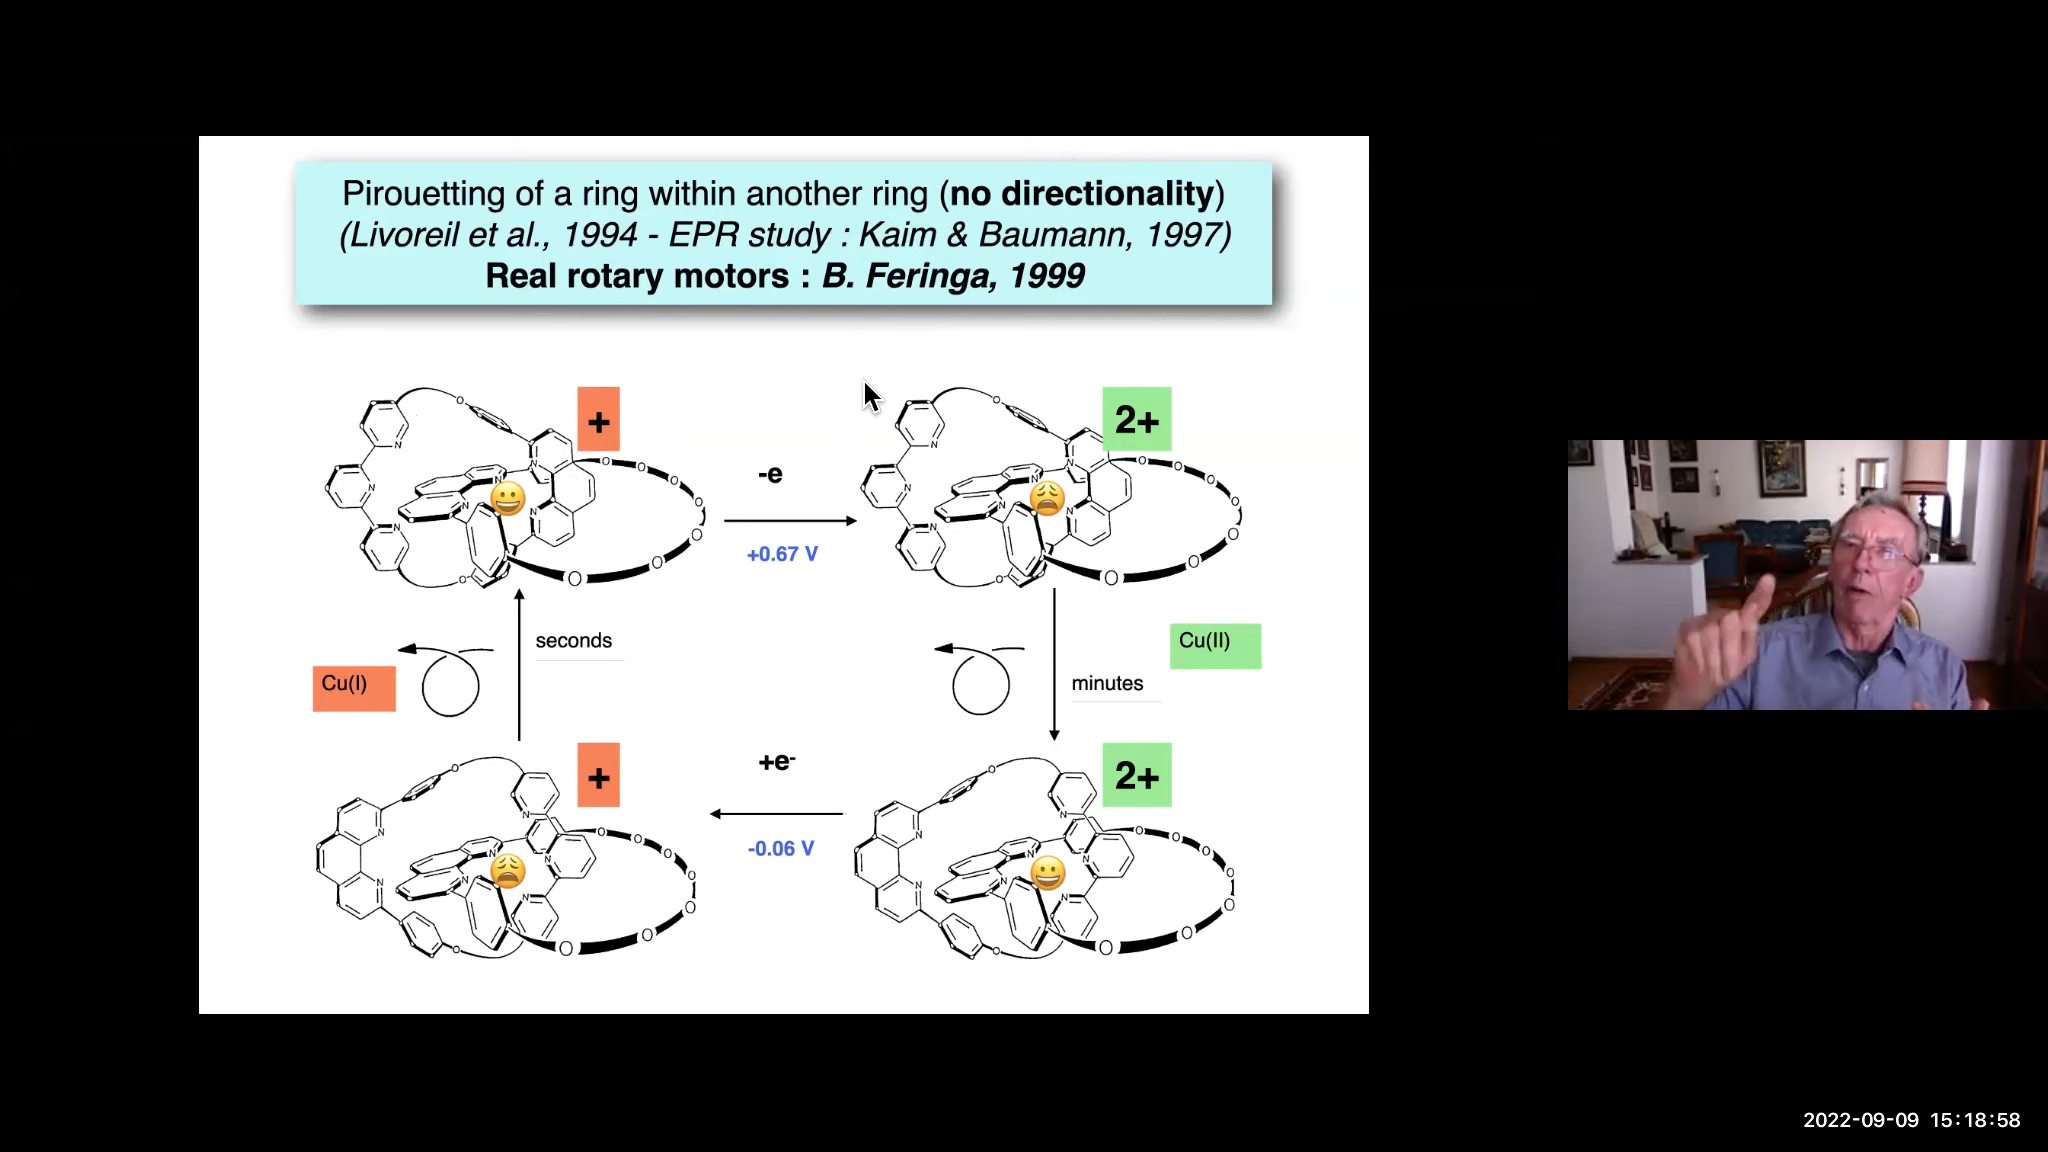 Pirouetting of a ring within another ring (no directionality)
(Livoreil et al., 1994 - EPR study : Kaim & Baumann, 1997)
Real rotary motors : B. Feringa, 1999
+
2+
-e
+0.67 V
seconds
Cu(I)
Cu(II)
minutes
+
+e-
2+
-0.06 V
2022-09-09 15:18:58